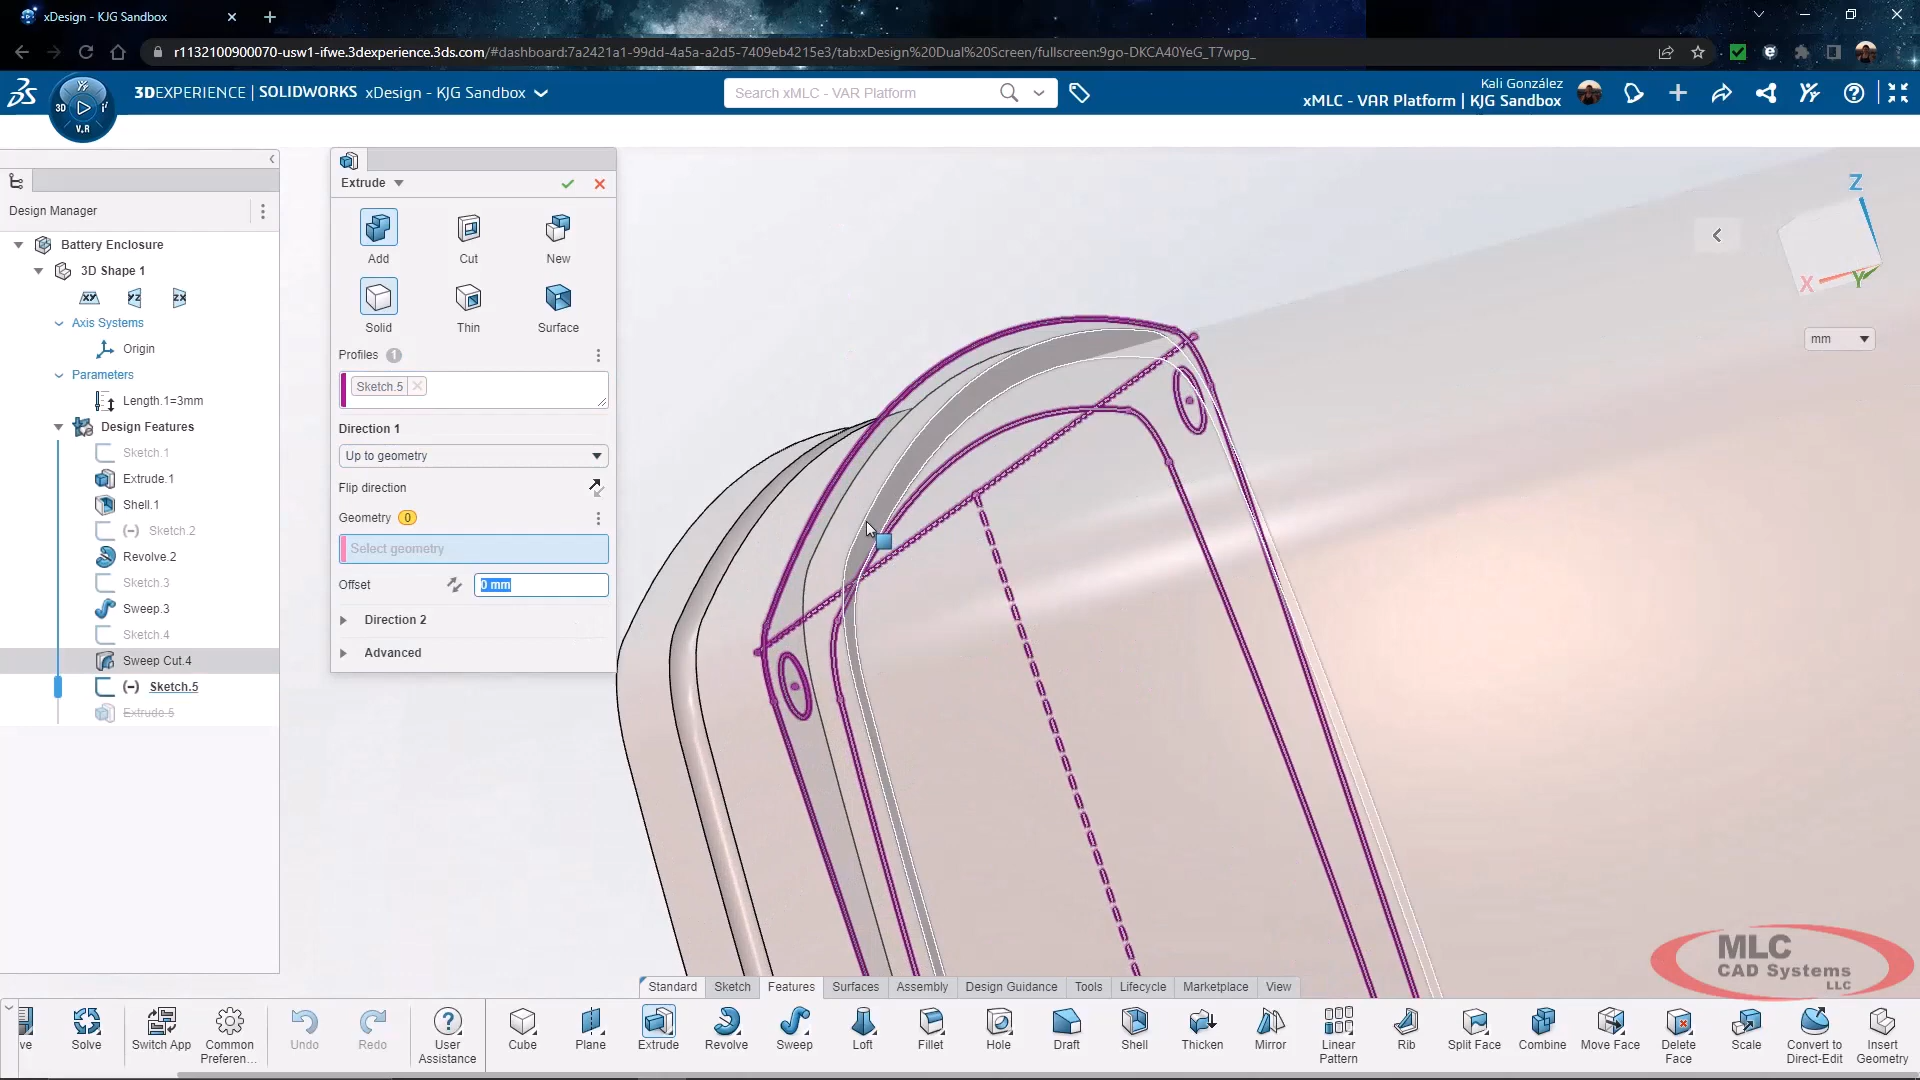 xDesign - KJG Sandbox
r1132100900070-usw1-ifwe.3dexperience.3ds.com/#dashboard:7a2421a1-99dd-4a5a-a2d5-7409eb4215e3/tab:xDesign%20Dual%20Screen/fullscreen:9go-DKCA40YeG_T7wpg_
3DEXPERIENCE | SOLIDWORKS xDesign - KJG Sandbox
Search xMLC - VAR Platform
Kali González
xMLC - VAR Platform | KJG Sandbox
3D
V.R
Design Manager
Battery Enclosure
3D Shape 1
XY YZ ZX
Axis Systems
Origin
Parameters
Length.1=3mm
Design Features
Sketch.1
Extrude.1
Shell.1
(-) Sketch.2
Revolve.2
Sketch.3
Sweep.3
Sketch.4
Sweep Cut.4
(-) Sketch.5
Extrude.5
Extrude
Add Cut New
Solid Thin Surface
Profiles 1
Sketch.5
Direction 1
Up to geometry
Flip direction
Geometry 0
Select geometry
Offset 0 mm
Direction 2
Advanced
Z
X Y
mm
MLC
CAD Systems
LLC
Standard Sketch Features Surfaces Assembly Design Guidance Tools Lifecycle Marketplace View
ve Solve Switch App Common Preferen... Undo Redo User Assistance Cube Plane Extrude Revolve Sweep Loft Fillet Hole Draft Shell Thicken Mirror Linear Pattern Rib Split Face Combine Move Face Delete Face Scale Convert to Direct-Edit Insert Geometry